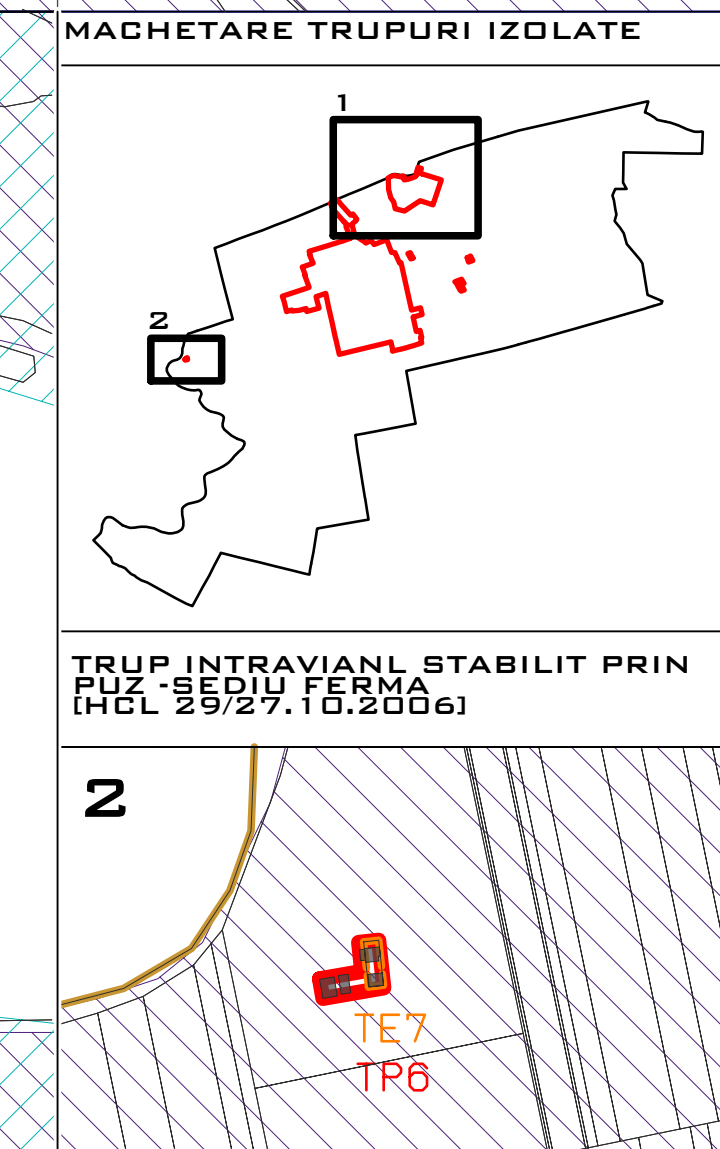 MACHETARE TRUPURI IZOLATE
1
2
TRUP INTRAVIANL STABILIT PRIN
PUZ -SEDIU FERMA
[HCL 29/27.10.2006]
2
TE7
TP6